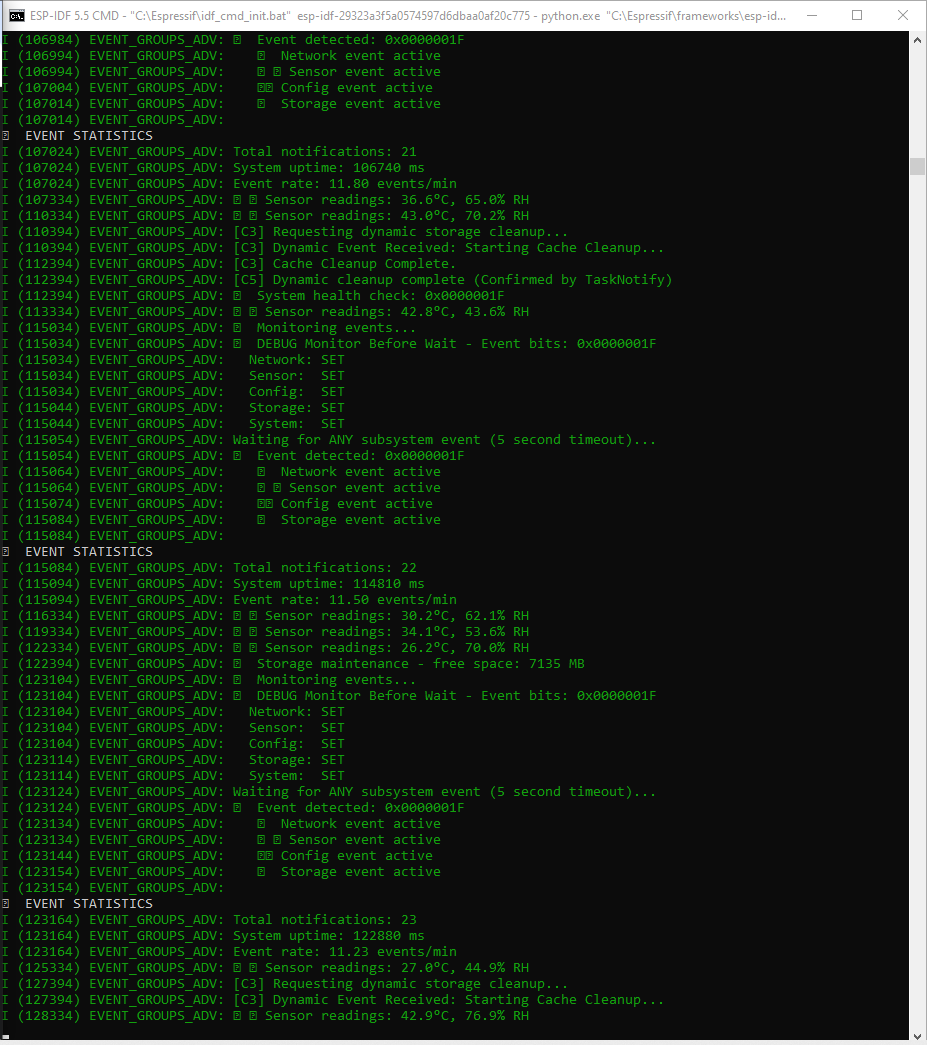 ESP-IDF 5.5 CMD - "C:\Espressif\idf_cmd_init.bat" esp-idf-29323a3f5a0574597d6dbaa0af20c775 - python.exe "C:\Espressif\frameworks\esp-id...
I (106984) EVENT_GROUPS_ADV: Event detected: 0x0000001F
I (106994) EVENT_GROUPS_ADV: Network event active
I (106994) EVENT_GROUPS_ADV: Sensor event active
I (107004) EVENT_GROUPS_ADV: Config event active
I (107014) EVENT_GROUPS_ADV: Storage event active
I (107014) EVENT_GROUPS_ADV:
EVENT STATISTICS
I (107024) EVENT_GROUPS_ADV: Total notifications: 21
I (107024) EVENT_GROUPS_ADV: System uptime: 106740 ms
I (107024) EVENT_GROUPS_ADV: Event rate: 11.80 events/min
I (107334) EVENT_GROUPS_ADV: Sensor readings: 36.6°C, 65.0% RH
I (110334) EVENT_GROUPS_ADV: Sensor readings: 43.0°C, 70.2% RH
I (110394) EVENT_GROUPS_ADV: [C3] Requesting dynamic storage cleanup...
I (110394) EVENT_GROUPS_ADV: [C3] Dynamic Event Received: Starting Cache Cleanup...
I (112394) EVENT_GROUPS_ADV: [C3] Cache Cleanup Complete.
I (112394) EVENT_GROUPS_ADV: [C5] Dynamic cleanup complete (Confirmed by TaskNotify)
I (112394) EVENT_GROUPS_ADV: System health check: 0x0000001F
I (113334) EVENT_GROUPS_ADV: Sensor readings: 42.8°C, 43.6% RH
I (115034) EVENT_GROUPS_ADV: Monitoring events...
I (115034) EVENT_GROUPS_ADV: DEBUG Monitor Before Wait - Event bits: 0x0000001F
I (115034) EVENT_GROUPS_ADV: Network: SET
I (115034) EVENT_GROUPS_ADV: Sensor: SET
I (115034) EVENT_GROUPS_ADV: Config: SET
I (115044) EVENT_GROUPS_ADV: Storage: SET
I (115044) EVENT_GROUPS_ADV: System: SET
I (115054) EVENT_GROUPS_ADV: Waiting for ANY subsystem event (5 second timeout)...
I (115054) EVENT_GROUPS_ADV: Event detected: 0x0000001F
I (115064) EVENT_GROUPS_ADV: Network event active
I (115064) EVENT_GROUPS_ADV: Sensor event active
I (115074) EVENT_GROUPS_ADV: Config event active
I (115084) EVENT_GROUPS_ADV: Storage event active
I (115084) EVENT_GROUPS_ADV:
EVENT STATISTICS
I (115084) EVENT_GROUPS_ADV: Total notifications: 22
I (115094) EVENT_GROUPS_ADV: System uptime: 114810 ms
I (115094) EVENT_GROUPS_ADV: Event rate: 11.50 events/min
I (116334) EVENT_GROUPS_ADV: Sensor readings: 30.2°C, 62.1% RH
I (119334) EVENT_GROUPS_ADV: Sensor readings: 34.1°C, 53.6% RH
I (122334) EVENT_GROUPS_ADV: Sensor readings: 26.2°C, 70.0% RH
I (122394) EVENT_GROUPS_ADV: Storage maintenance - free space: 7135 MB
I (123104) EVENT_GROUPS_ADV: Monitoring events...
I (123104) EVENT_GROUPS_ADV: DEBUG Monitor Before Wait - Event bits: 0x0000001F
I (123104) EVENT_GROUPS_ADV: Network: SET
I (123104) EVENT_GROUPS_ADV: Sensor: SET
I (123104) EVENT_GROUPS_ADV: Config: SET
I (123114) EVENT_GROUPS_ADV: Storage: SET
I (123114) EVENT_GROUPS_ADV: System: SET
I (123124) EVENT_GROUPS_ADV: Waiting for ANY subsystem event (5 second timeout)...
I (123124) EVENT_GROUPS_ADV: Event detected: 0x0000001F
I (123134) EVENT_GROUPS_ADV: Network event active
I (123134) EVENT_GROUPS_ADV: Sensor event active
I (123144) EVENT_GROUPS_ADV: Config event active
I (123154) EVENT_GROUPS_ADV: Storage event active
I (123154) EVENT_GROUPS_ADV:
EVENT STATISTICS
I (123164) EVENT_GROUPS_ADV: Total notifications: 23
I (123164) EVENT_GROUPS_ADV: System uptime: 122880 ms
I (123164) EVENT_GROUPS_ADV: Event rate: 11.23 events/min
I (125334) EVENT_GROUPS_ADV: Sensor readings: 27.0°C, 44.9% RH
I (127394) EVENT_GROUPS_ADV: [C3] Requesting dynamic storage cleanup...
I (127394) EVENT_GROUPS_ADV: [C3] Dynamic Event Received: Starting Cache Cleanup...
I (128334) EVENT_GROUPS_ADV: Sensor readings: 42.9°C, 76.9% RH